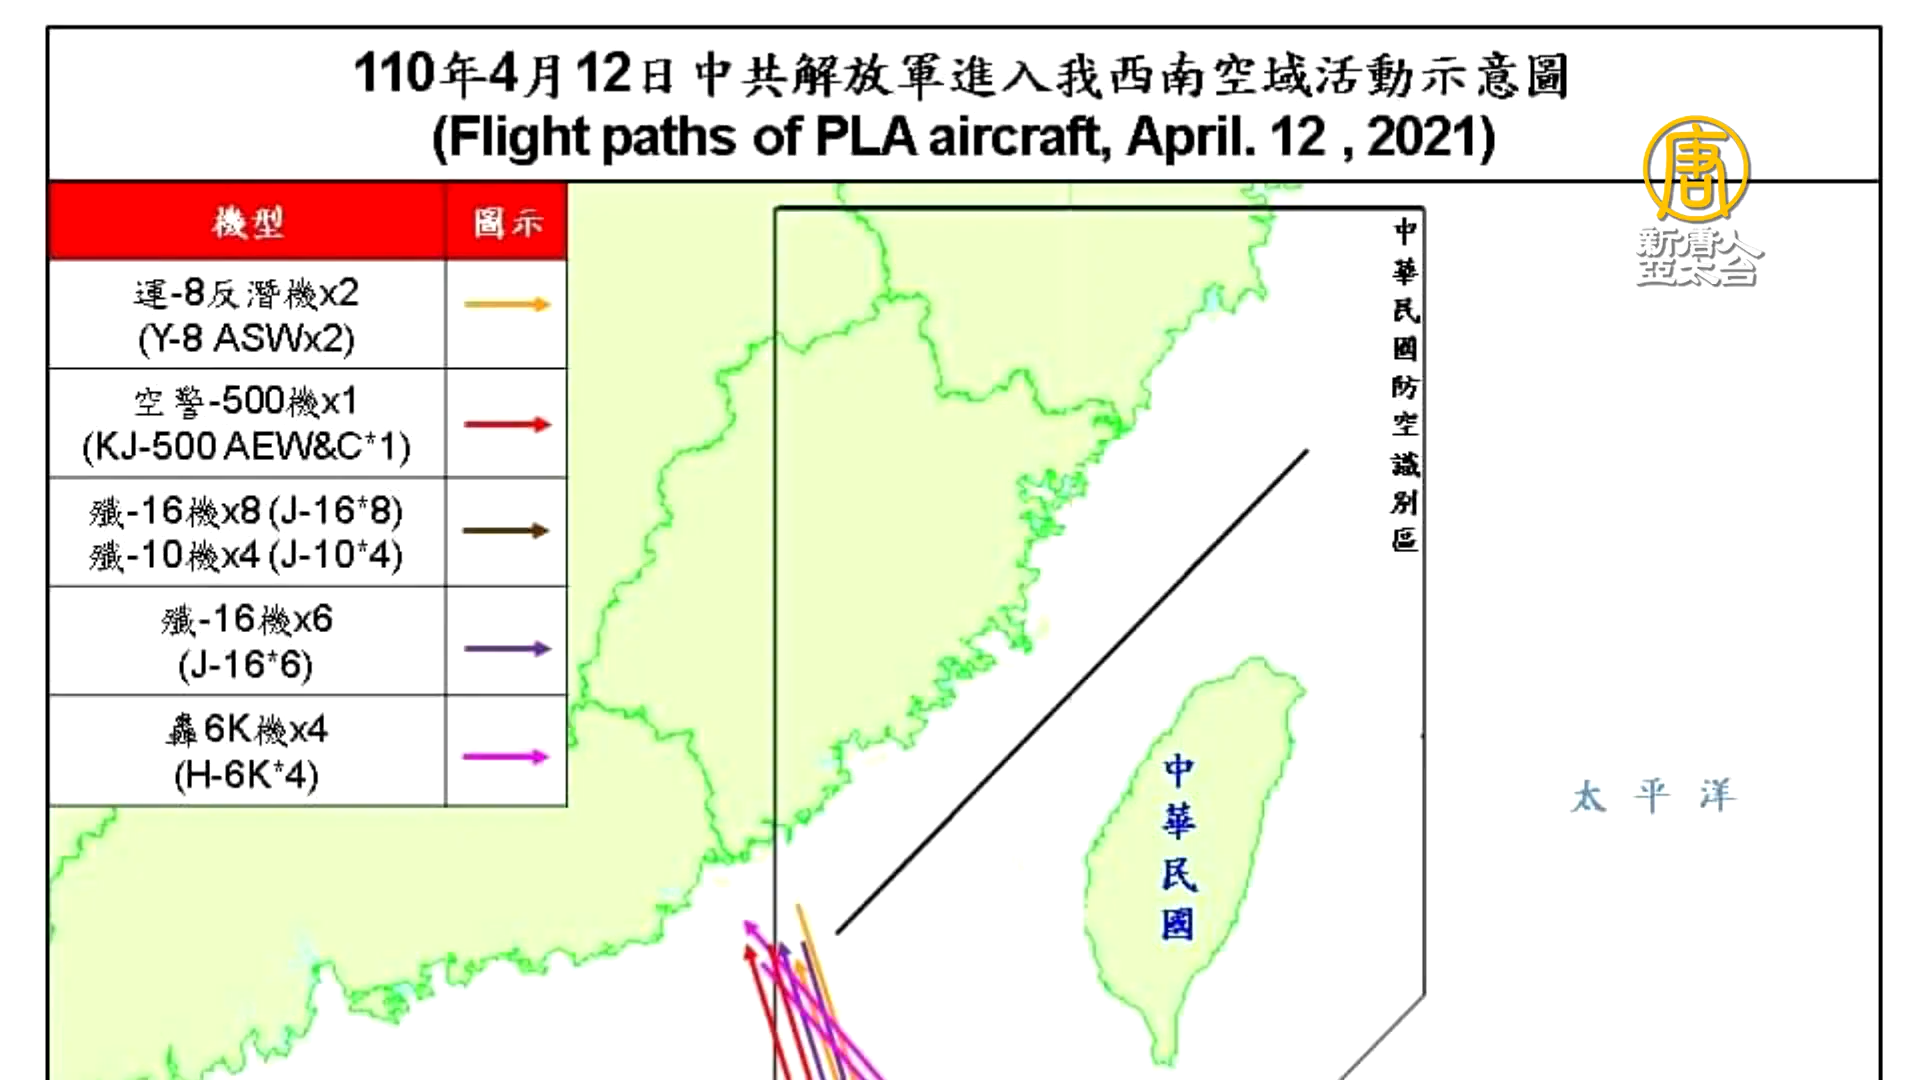 110年4月12日中共解放軍進入我西南空域活動示意圖
(Flight paths of PLA aircraft, April. 12 , 2021)
唐
新唐人
亞太台
機型 圖示
運-8反潛機x2
(Y-8 ASWx2)
空警-500機x1
(KJ-500 AEW&C*1)
殲-16機x8 (J-16*8)
殲-10機x4 (J-10*4)
殲-16機x6
(J-16*6)
轟6K機x4
(H-6K*4)
中華民國防空識別區
中華民國
太平洋